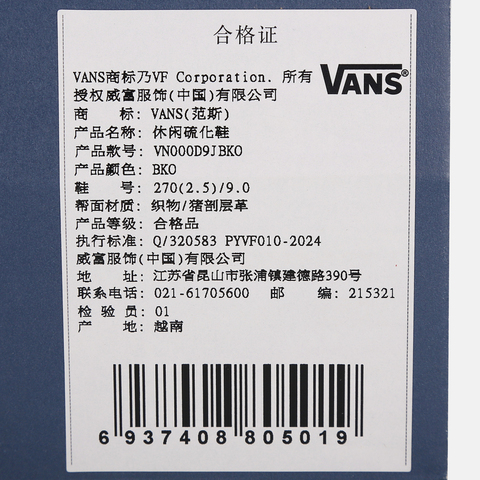 合格证
VANS商标乃VF Corporation. 所有
VANS®
授权威富服饰(中国)有限公司
商 标: VANS(范斯)
产品名称: 休闲硫化鞋
产品款号: VN000D9JBKO
产品颜色: BKO
鞋 号: 270(2.5)/9.0
帮面材质: 织物/猪剖层革
产品等级: 合格品
执行标准: Q/320583 PYVF010-2024
威富服饰(中国)有限公司
地 址: 江苏省昆山市张浦镇建德路390号
联系电话: 021-61705600 邮 编: 215321
检 验 员: 01
产 地: 越南
6 937408 805019